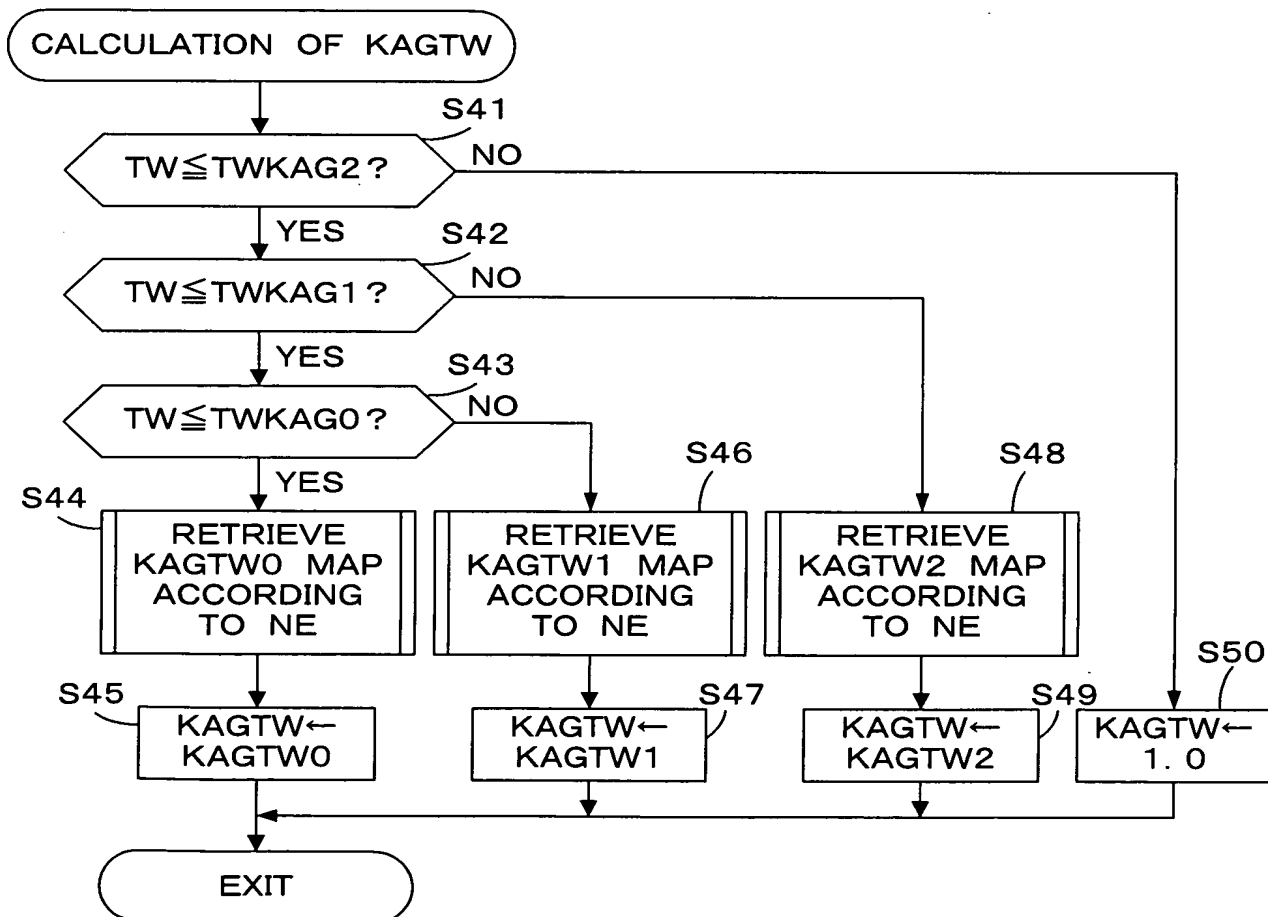 CALCULATION OF KAGTW
S41
TW≦TWKAG2?
NO
YES
S42
TW≦TWKAG1?
NO
YES
S43
TW≦TWKAG0?
NO
YES
S44
RETRIEVE
KAGTW0 MAP
ACCORDING
TO NE
S46
RETRIEVE
KAGTW1 MAP
ACCORDING
TO NE
S48
RETRIEVE
KAGTW2 MAP
ACCORDING
TO NE
S45
KAGTW←
KAGTW0
S47
KAGTW←
KAGTW1
S49
KAGTW←
KAGTW2
S50
KAGTW←
1.0
EXIT